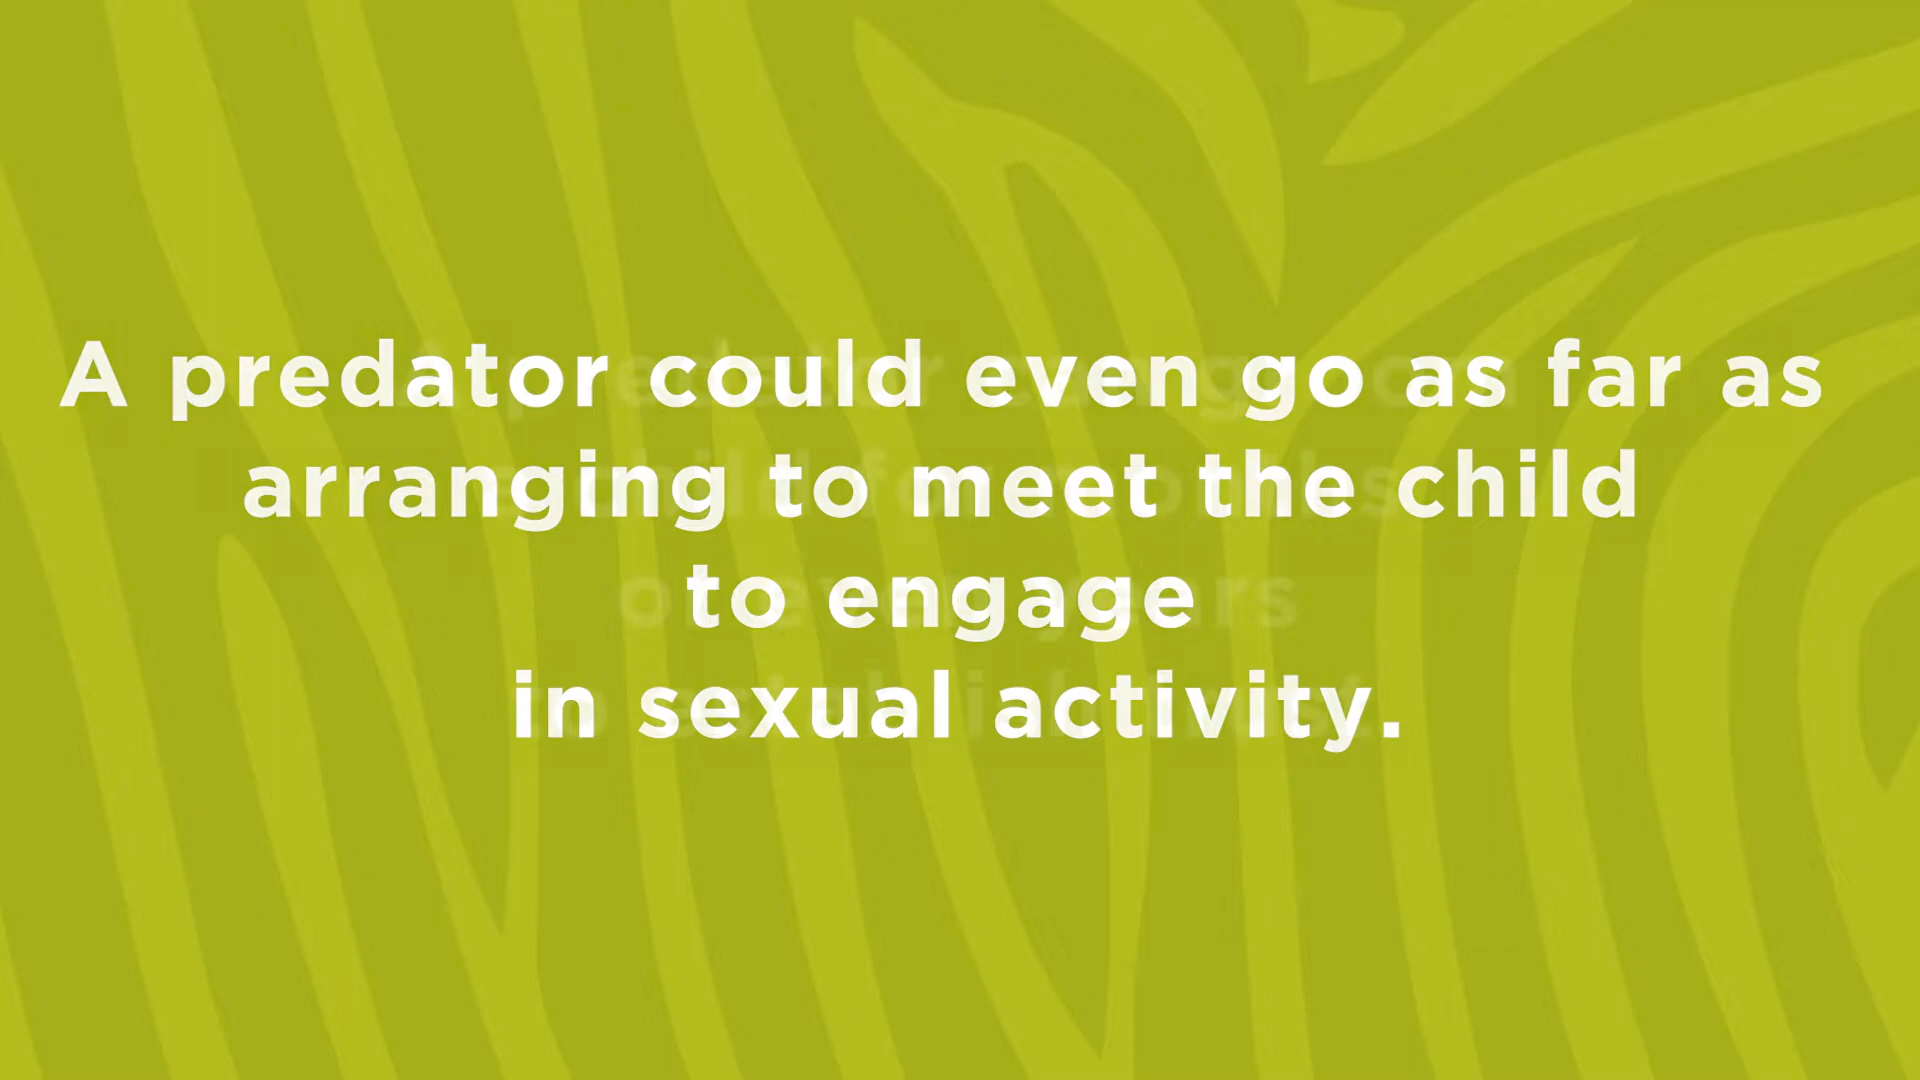 A predator could even go as far as
arranging to meet the child
to engage
in sexual activity.